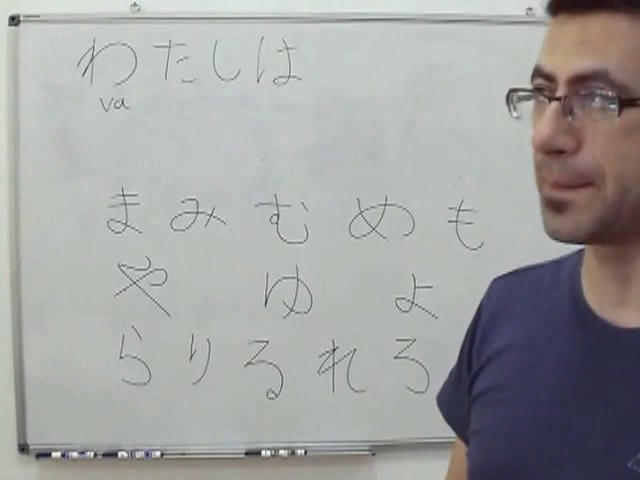 わたしは
va
まみむめも
やゆよ
らりるれろ